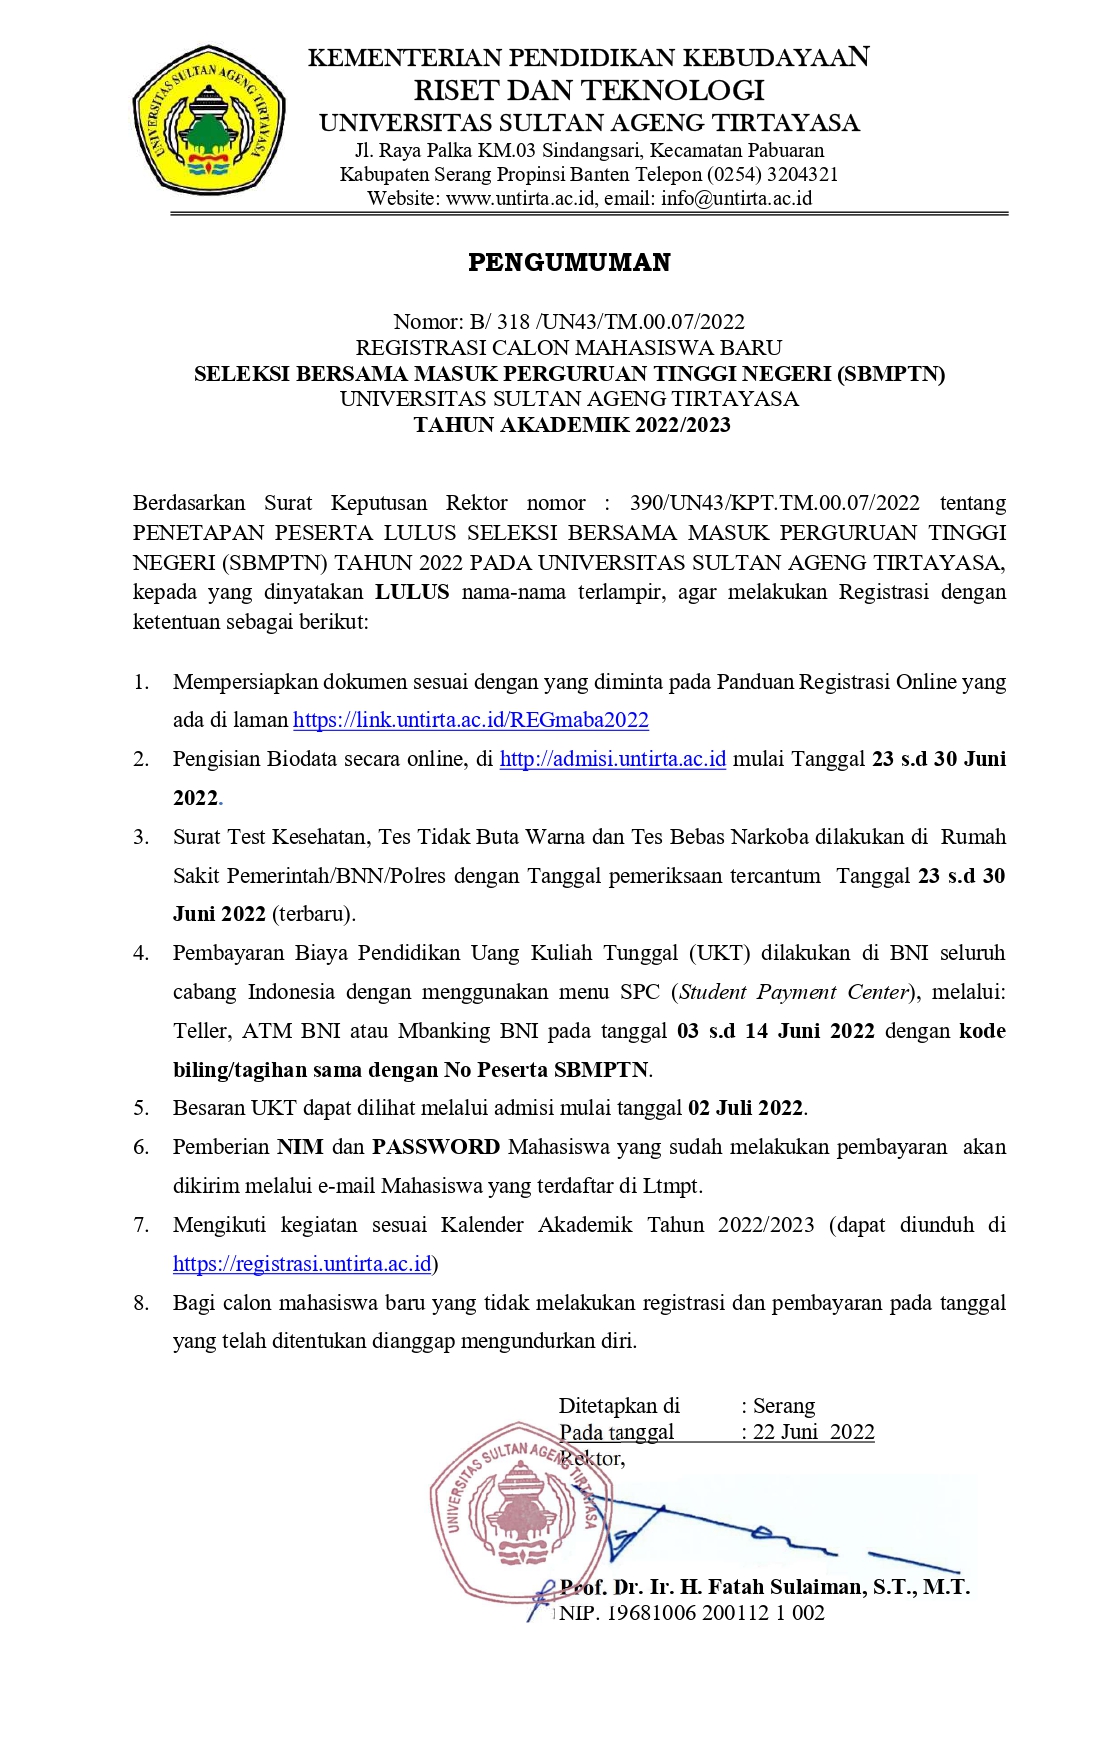 UNIVERSITAS SULTAN AGENG TIRTAYASA
KEMENTERIAN PENDIDIKAN KEBUDAYAAN
RISET DAN TEKNOLOGI
UNIVERSITAS SULTAN AGENG TIRTAYASA
Jl. Raya Palka KM.03 Sindangsari, Kecamatan Pabuaran
Kabupaten Serang Propinsi Banten Telepon (0254) 3204321
Website: www.untirta.ac.id, email: info@untirta.ac.id
PENGUMUMAN
Nomor: B/ 318 /UN43/TM.00.07/2022
REGISTRASI CALON MAHASISWA BARU
SELEKSI BERSAMA MASUK PERGURUAN TINGGI NEGERI (SBMPTN)
UNIVERSITAS SULTAN AGENG TIRTAYASA
TAHUN AKADEMIK 2022/2023
Berdasarkan Surat Keputusan Rektor nomor : 390/UN43/KPT.TM.00.07/2022 tentang
PENETAPAN PESERTA LULUS SELEKSI BERSAMA MASUK PERGURUAN TINGGI
NEGERI (SBMPTN) TAHUN 2022 PADA UNIVERSITAS SULTAN AGENG TIRTAYASA,
kepada yang dinyatakan LULUS nama-nama terlampir, agar melakukan Registrasi dengan
ketentuan sebagai berikut:
1. Mempersiapkan dokumen sesuai dengan yang diminta pada Panduan Registrasi Online yang
ada di laman https://link.untirta.ac.id/REGmaba2022
2. Pengisian Biodata secara online, di http://admisi.untirta.ac.id mulai Tanggal 23 s.d 30 Juni
2022.
3. Surat Test Kesehatan, Tes Tidak Buta Warna dan Tes Bebas Narkoba dilakukan di Rumah
Sakit Pemerintah/BNN/Polres dengan Tanggal pemeriksaan tercantum Tanggal 23 s.d 30
Juni 2022 (terbaru).
4. Pembayaran Biaya Pendidikan Uang Kuliah Tunggal (UKT) dilakukan di BNI seluruh
cabang Indonesia dengan menggunakan menu SPC (Student Payment Center), melalui:
Teller, ATM BNI atau Mbanking BNI pada tanggal 03 s.d 14 Juni 2022 dengan kode
biling/tagihan sama dengan No Peserta SBMPTN.
5. Besaran UKT dapat dilihat melalui admisi mulai tanggal 02 Juli 2022.
6. Pemberian NIM dan PASSWORD Mahasiswa yang sudah melakukan pembayaran akan
dikirim melalui e-mail Mahasiswa yang terdaftar di Ltmpt.
7. Mengikuti kegiatan sesuai Kalender Akademik Tahun 2022/2023 (dapat diunduh di
https://registrasi.untirta.ac.id)
8. Bagi calon mahasiswa baru yang tidak melakukan registrasi dan pembayaran pada tanggal
yang telah ditentukan dianggap mengundurkan diri.
Ditetapkan di : Serang
Pada tanggal : 22 Juni 2022
Rektor,
UNIVERSITAS SULTAN AGENG TIRTAYASA
Prof. Dr. Ir. H. Fatah Sulaiman, S.T., M.T.
NIP. 19681006 200112 1 002